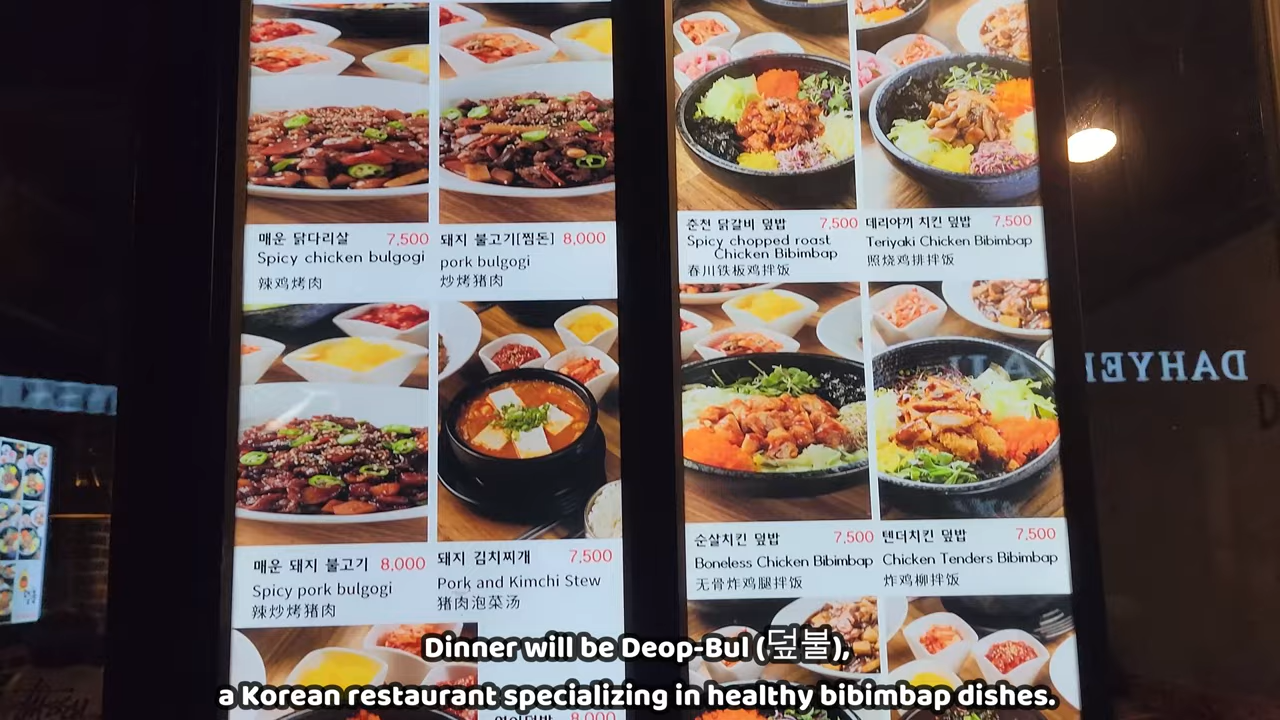 매운 닭다리살 7,500
Spicy chicken bulgogi
辣鸡烤肉
돼지 불고기[찜돈] 8,000
pork bulgogi
炒烤猪肉
춘천 닭갈비 덮밥 7,500
Spicy chopped roast
Chicken Bibimbap
春川铁板鸡拌饭
데리야끼 치킨 덮밥 7,500
Teriyaki Chicken Bibimbap
照烧鸡排拌饭
매운 돼지 불고기 8,000
Spicy pork bulgogi
辣炒烤猪肉
돼지 김치찌개 7,500
Pork and Kimchi Stew
猪肉泡菜汤
순살치킨 덮밥 7,500
Boneless Chicken Bibimbap
无骨炸鸡腿拌饭
텐더치킨 덮밥 7,500
Chicken Tenders Bibimbap
炸鸡柳拌饭
8,000
Dinner will be Deop-Bul (덮불),
a Korean restaurant specializing in healthy bibimbap dishes.